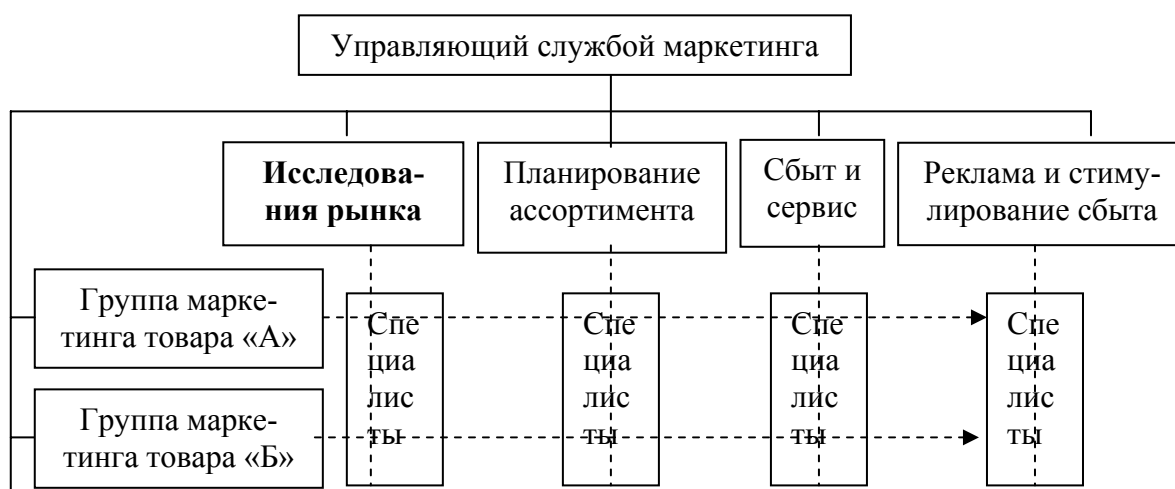 Управляющий службой маркетинга
Исследова-
ния рынка
Планирование
ассортимента
Сбыт и
сервис
Реклама и стиму-
лирование сбыта
Группа марке-
тинга товара «А»
Спе
циа
лис
ты
Спе
циа
лис
ты
Спе
циа
лис
ты
Спе
циа
лис
ты
Группа марке-
тинга товара «Б»